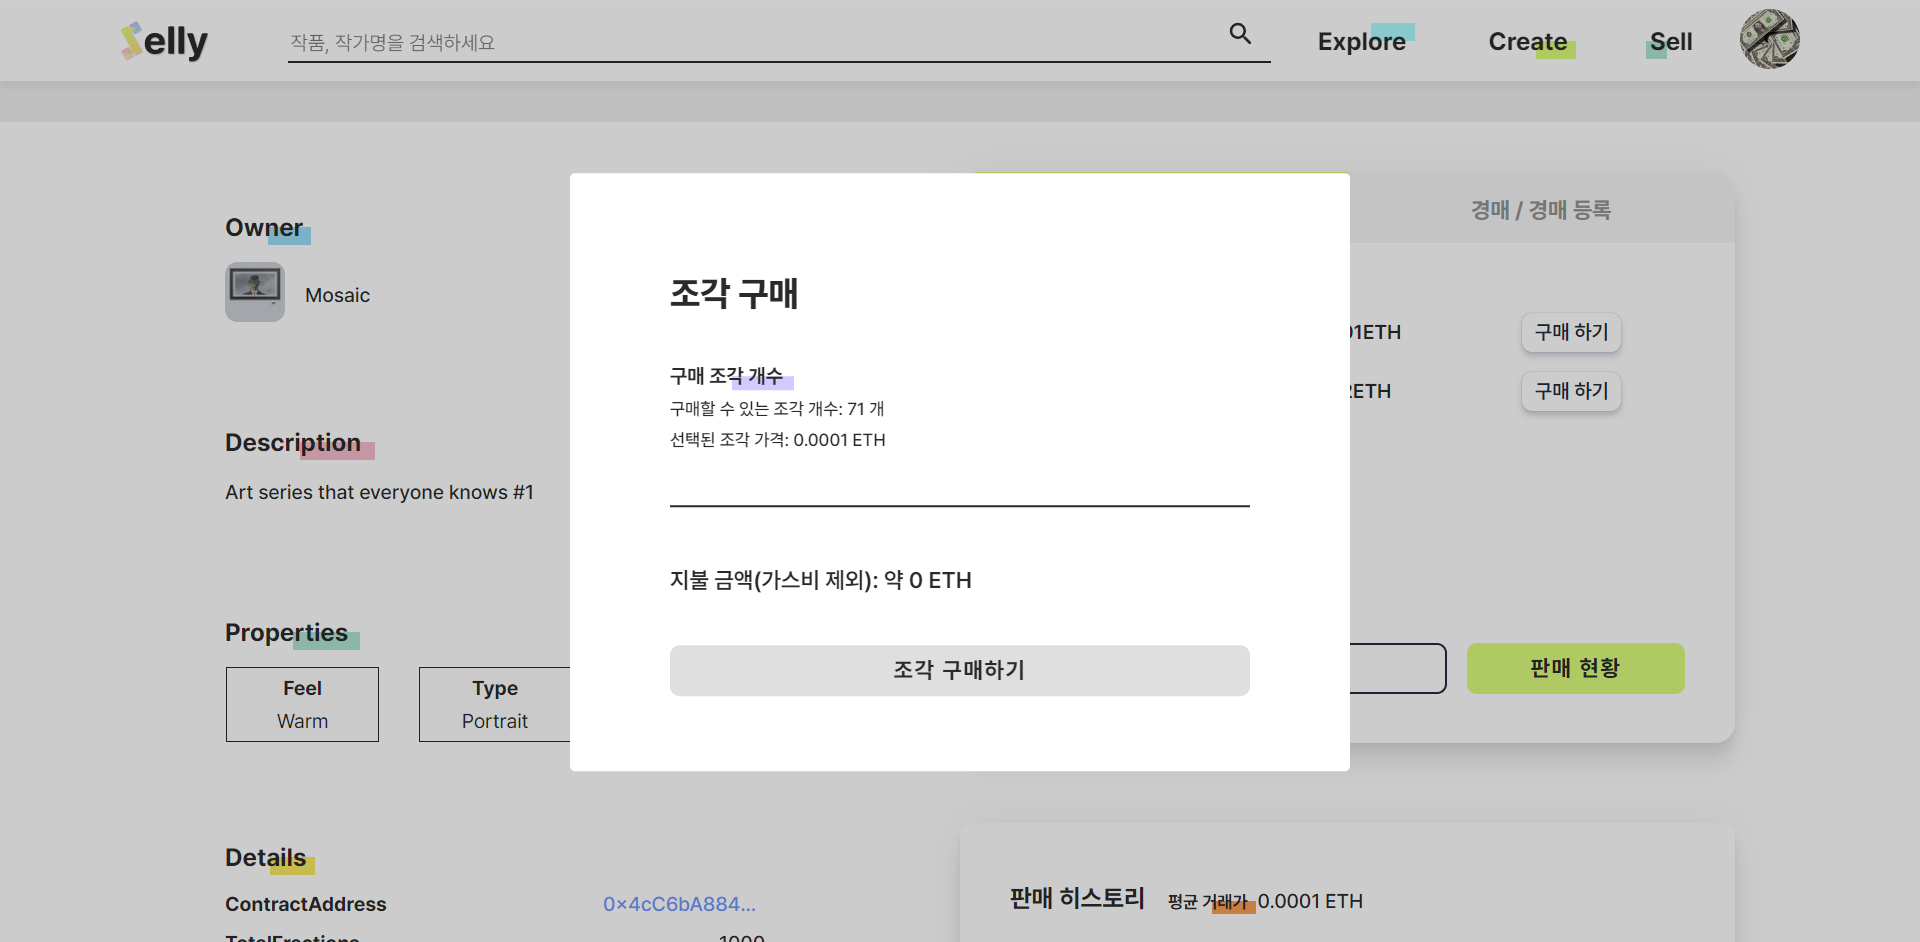 Selly
작품, 작가명을 검색하세요
Explore
Create
Sell
Owner
Mosaic
Description
Art series that everyone knows #1
Properties
Feel
Warm
Type
Portrait
Details
ContractAddress
0x4cC6bA884...
TotalFractions
1000
조각 구매
구매 조각 개수
구매할 수 있는 조각 개수: 71 개
선택된 조각 가격: 0.0001 ETH
지불 금액(가스비 제외): 약 0 ETH
조각 구매하기
경매 / 경매 등록
1ETH
구매 하기
ETH
구매 하기
판매 현황
판매 히스토리
평균 거래가 0.0001 ETH